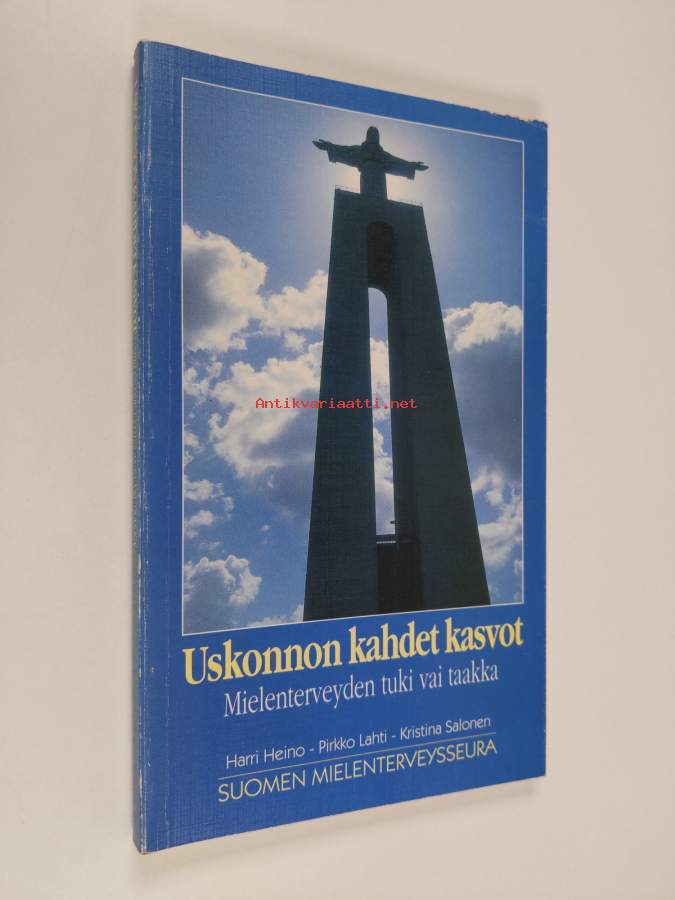 Antikvariaatti.net
Uskonnon kahdet kasvot
Mielenterveyden tuki vai taakka
Harri Heino - Pirkko Lahti - Kristina Salonen
SUOMEN MIELENTERVEYSSEURA